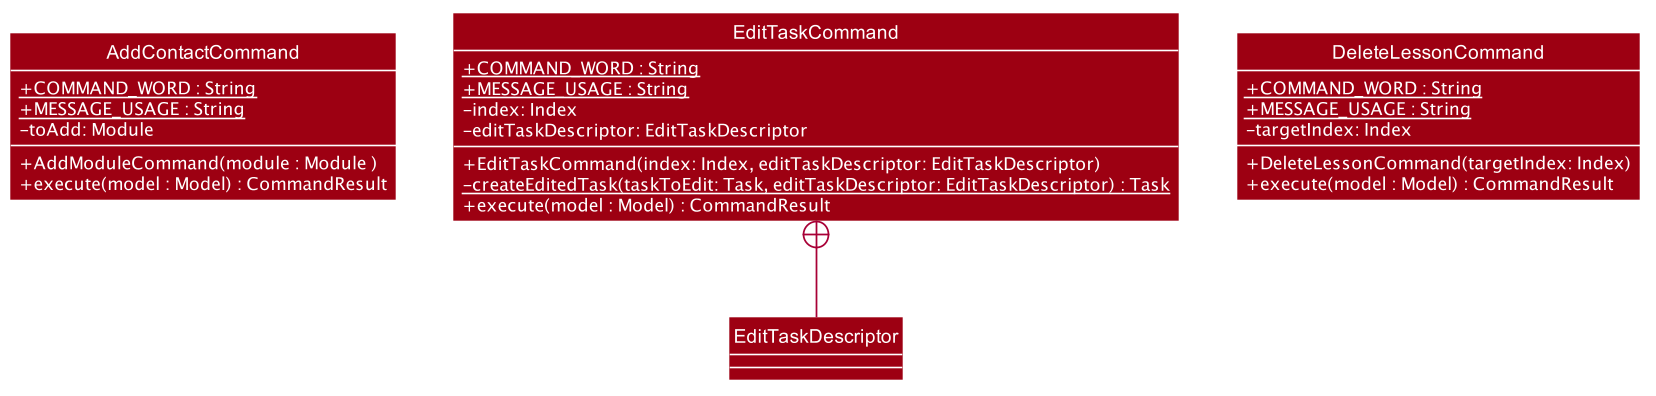 AddContactCommand
+COMMAND_WORD : String
+MESSAGE_USAGE : String
-toAdd: Module
+AddModuleCommand(module : Module )
+execute(model : Model) : CommandResult
EditTaskCommand
+COMMAND_WORD : String
+MESSAGE_USAGE : String
-index: Index
-editTaskDescriptor: EditTaskDescriptor
+EditTaskCommand(index: Index, editTaskDescriptor: EditTaskDescriptor)
-createEditedTask(taskToEdit: Task, editTaskDescriptor: EditTaskDescriptor) : Task
+execute(model : Model) : CommandResult
DeleteLessonCommand
+COMMAND_WORD : String
+MESSAGE_USAGE : String
-targetIndex: Index
+DeleteLessonCommand(targetIndex: Index)
+execute(model : Model) : CommandResult
EditTaskDescriptor